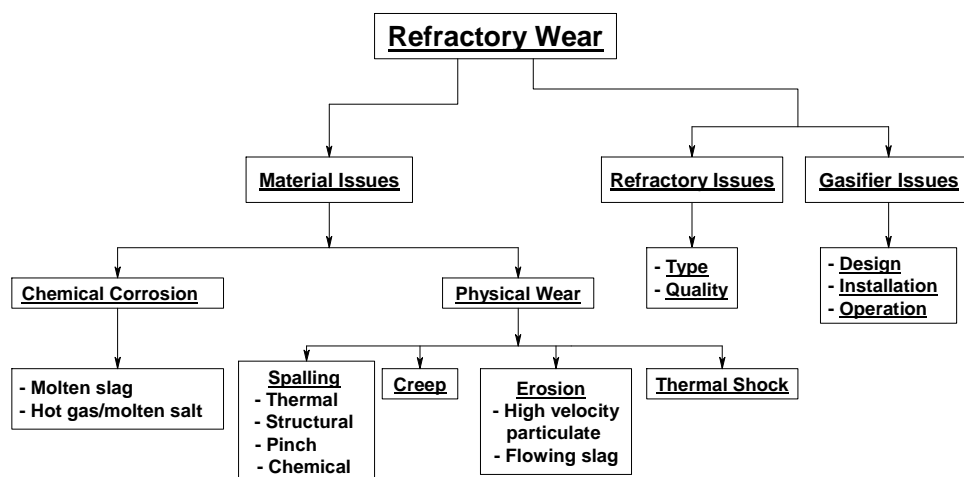 Refractory Wear
Material Issues
Refractory Issues
Gasifier Issues
- Type
- Quality
- Design
- Installation
- Operation
Chemical Corrosion
Physical Wear
- Molten slag
- Hot gas/molten salt
Spalling
- Thermal
- Structural
- Pinch
- Chemical
Creep
Erosion
- High velocity
particulate
- Flowing slag
Thermal Shock